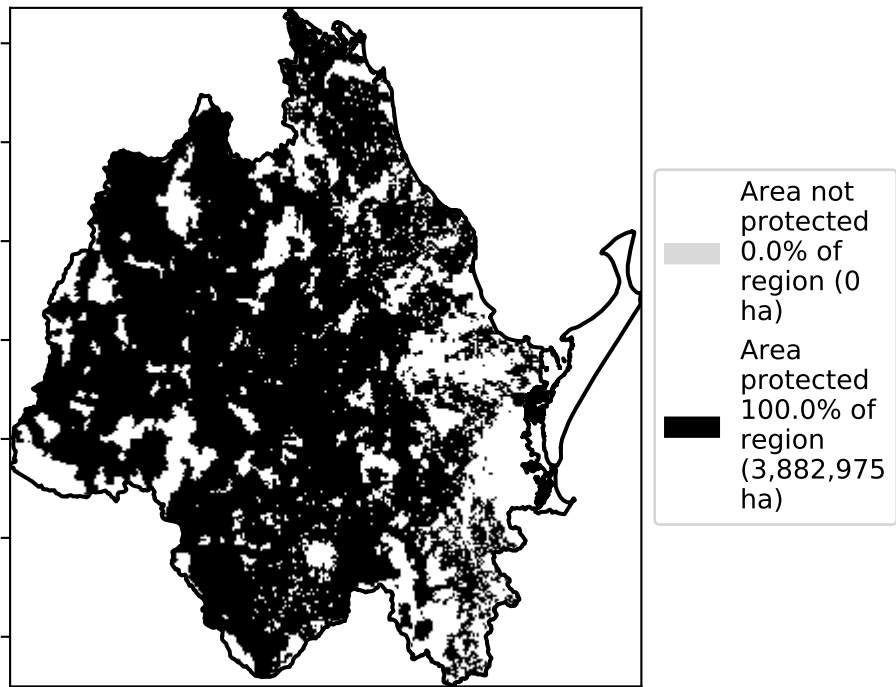 Area not
protected
0.0% of
region (0
ha)
Area
protected
100.0% of
region
(3,882,975
ha)